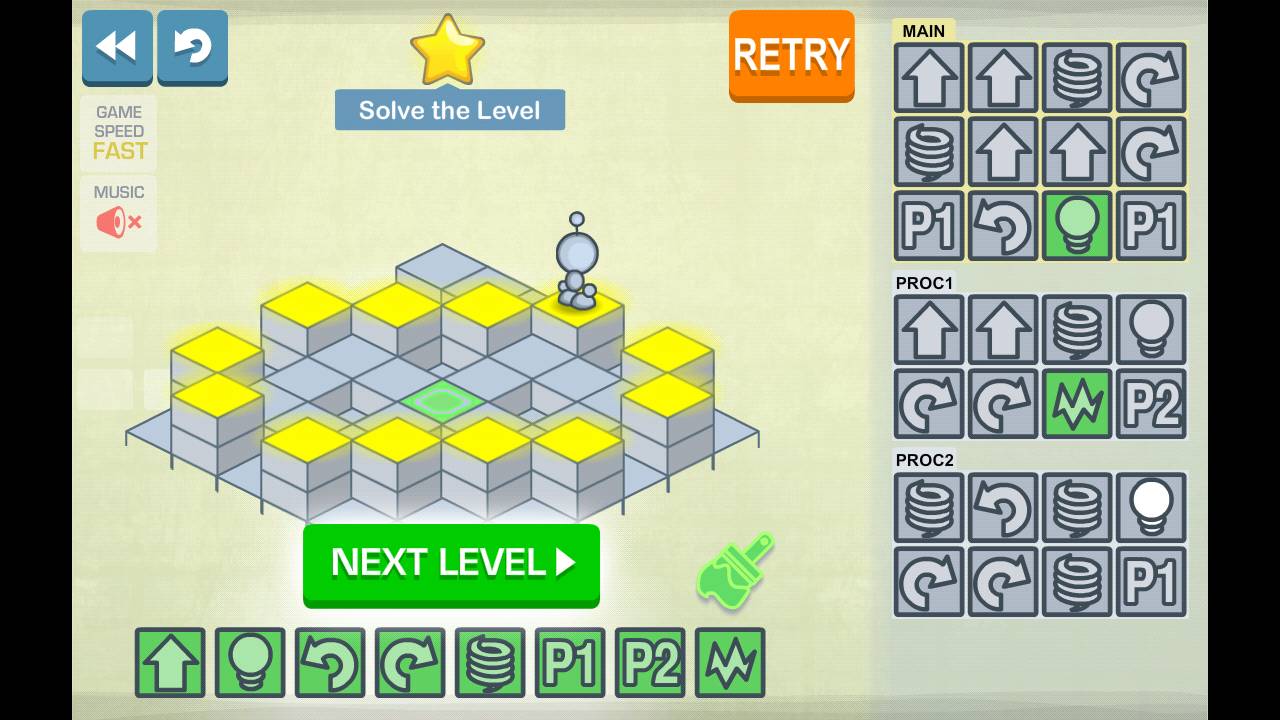 RETRY
MAIN
Solve the Level
GAME
SPEED
FAST
MUSIC
P1
P1
PROC1
P2
PROC2
P1
NEXT LEVEL
P1
P2